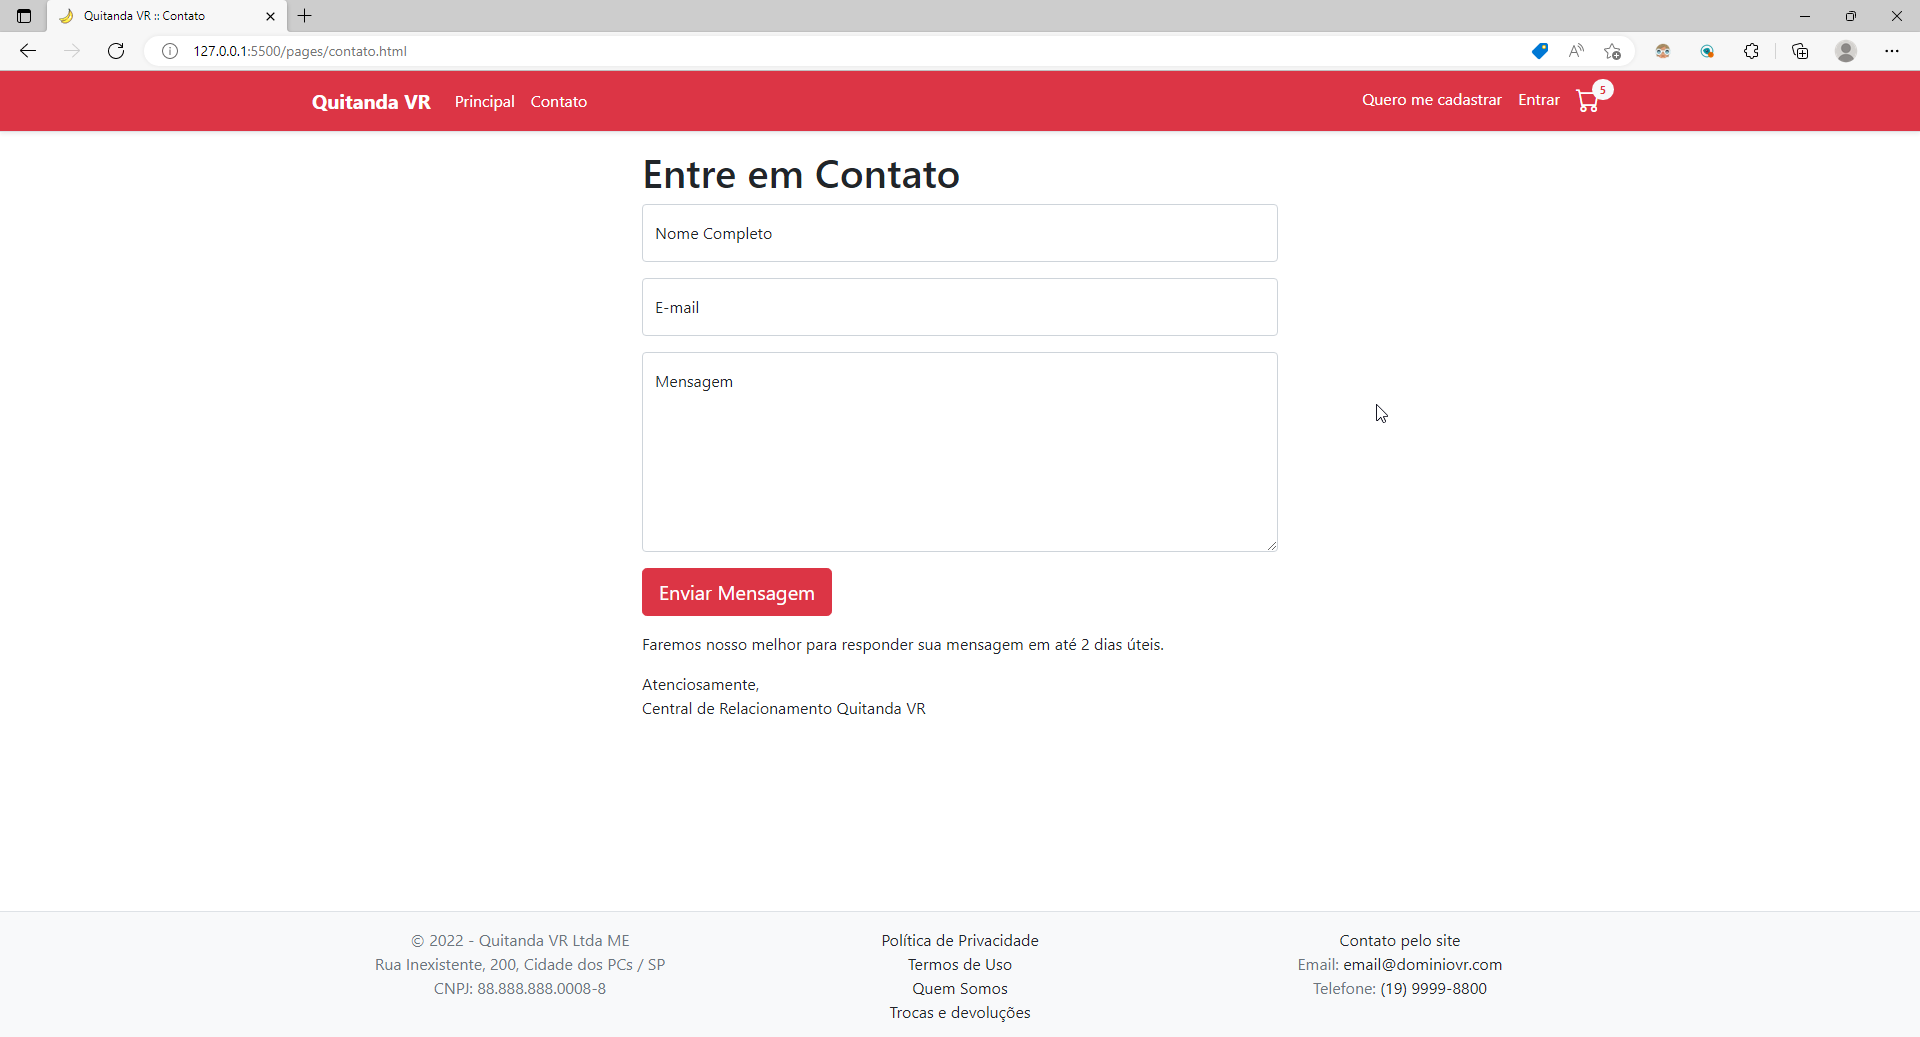 Quitanda VR :: Contato
127.0.0.1:5500/pages/contato.html
Quitanda VR Principal Contato Quero me cadastrar Entrar 5
Entre em Contato
Nome Completo
E-mail
Mensagem
Enviar Mensagem
Faremos nosso melhor para responder sua mensagem em até 2 dias úteis.
Atenciosamente,
Central de Relacionamento Quitanda VR
© 2022 - Quitanda VR Ltda ME
Rua Inexistente, 200, Cidade dos PCs / SP
CNPJ: 88.888.888.0008-8
Política de Privacidade
Termos de Uso
Quem Somos
Trocas e devoluções
Contato pelo site
Email: email@dominiovr.com
Telefone: (19) 9999-8800